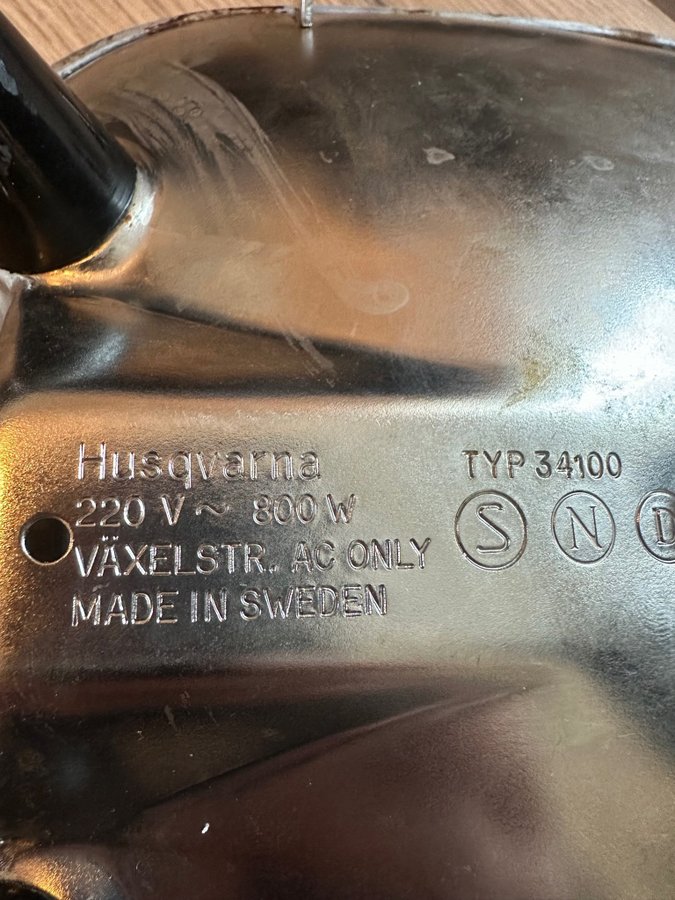 Husqvarna
220 V ~ 800 W
VÄXELSTR. AC ONLY
MADE IN SWEDEN
TYP 34100
S N D